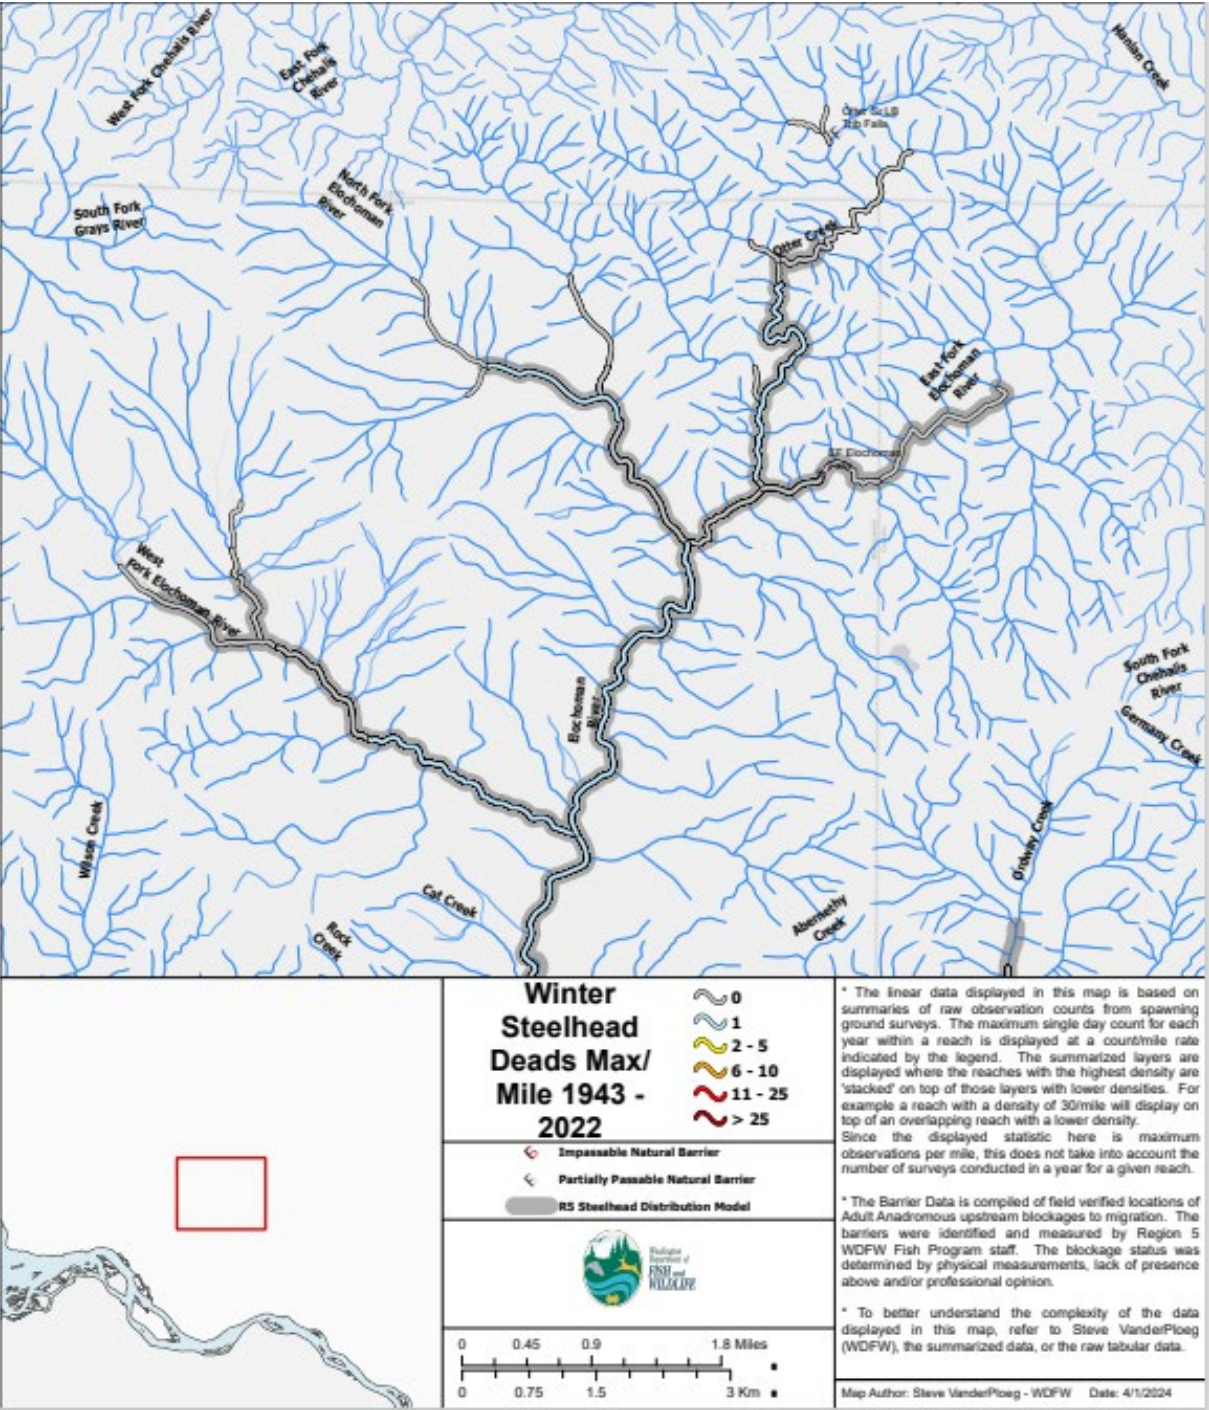 West Fork Chehalis River
East Fork
Chehalis
River
Hanlan Creek
Otter Cr LB
Trib Falls
North Fork
Elochoman
River
South Fork
Grays River
Otter Creek
East Fork
Elochoman
River
EF Elochoman
West
Fork Elochoman River
Elochoman
River
South Fork
Chehalis
River
Germany Creek
Wilson Creek
Ordway Creek
Cat Creek
Rock
Creek
Abernethy
Creek
Winter
Steelhead
Deads Max/
Mile 1943 -
2022
0
1
2 - 5
6 - 10
11 - 25
> 25
Impassable Natural Barrier
Partially Passable Natural Barrier
R5 Steelhead Distribution Model
Washington
Department of
FISH and
WILDLIFE
0 0.45 0.9 1.8 Miles
0 0.75 1.5 3 Km
* The linear data displayed in this map is based on
summaries of raw observation counts from spawning
ground surveys. The maximum single day count for each
year within a reach is displayed at a count/mile rate
indicated by the legend. The summarized layers are
displayed where the reaches with the highest density are
'stacked' on top of those layers with lower densities. For
example a reach with a density of 30/mile will display on
top of an overlapping reach with a lower density.
Since the displayed statistic here is maximum
observations per mile, this does not take into account the
number of surveys conducted in a year for a given reach.
* The Barrier Data is compiled of field verified locations of
Adult Anadromous upstream blockages to migration. The
barriers were identified and measured by Region 5
WDFW Fish Program staff. The blockage status was
determined by physical measurements, lack of presence
above and/or professional opinion.
* To better understand the complexity of the data
displayed in this map, refer to Steve VanderPloeg
(WDFW), the summarized data, or the raw tabular data.
Map Author: Steve VanderPloeg - WDFW Date: 4/1/2024